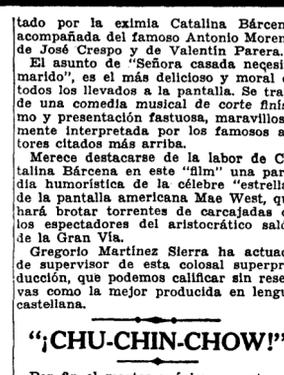 tado por la eximia Catalina Bárcen
acompañada del famoso Antonio Moren
de José Crespo y de Valentín Parera.
El asunto de “Señora casada neqesi
marido”, es el más delicioso y moral d
todos los llevados a la pantalla. Se tra
de una comedia musical de corte finís
mo y presentación fastuosa, maravillos
mente interpretada por los famosos a
tores citados más arriba.
Merece destacarse de la labor de C
talina Bárcena en este “film” una par
dia humorística de la célebre “estrella
de la pantalla americana Mae West, qu
hará brotar torrentes de carcajadas d
los espectadores del aristocrático saló
de la Gran Vía.
Gregorio Martínez Sierra ha actuad
de supervisor de esta colosal superpr
ducción, que podemos calificar sin rese
vas como la mejor producida en lengu
castellana.
“¡CHU-CHIN-CHOW!”